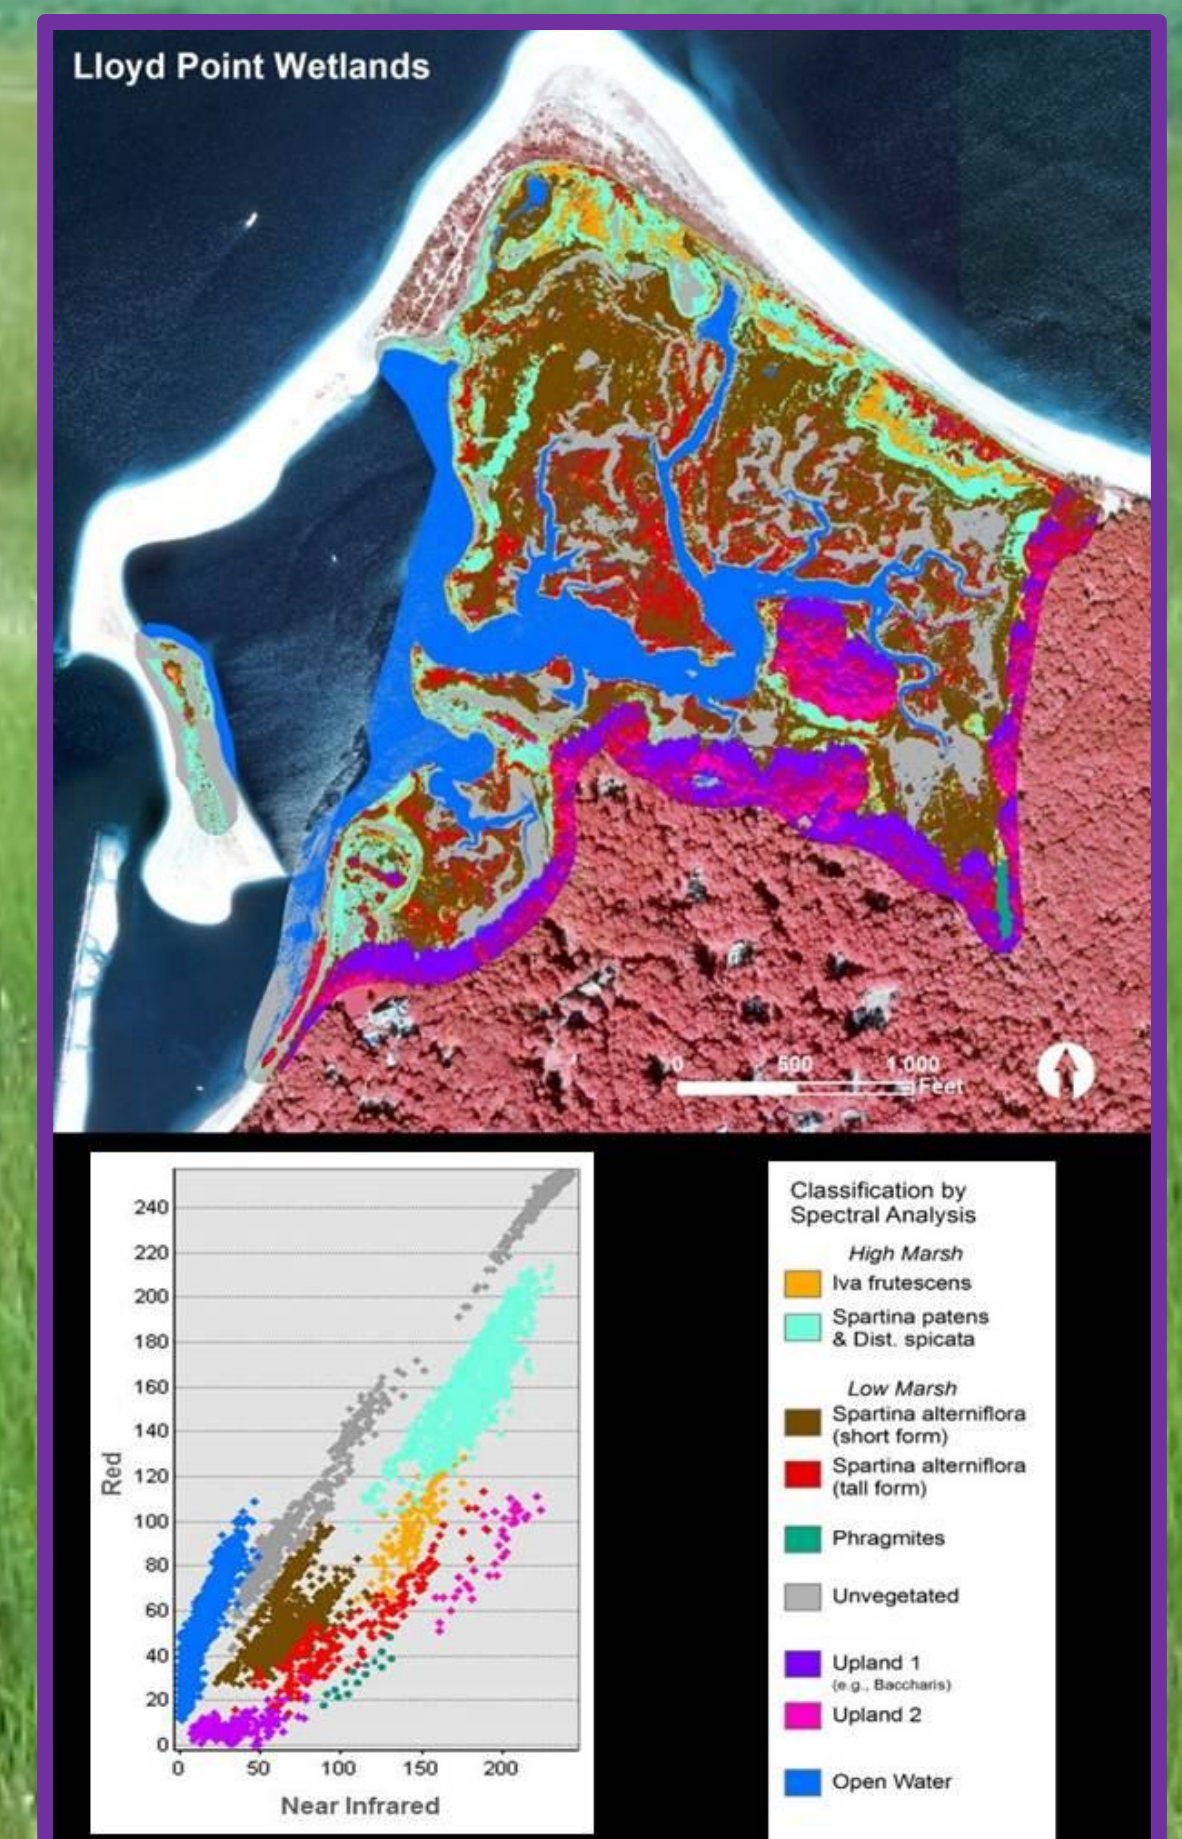 Lloyd Point Wetlands
0 500 1,000
Feet
240
220
200
180
160
140
120
100
80
60
40
20
0
Red
0 50 100 150 200
Near Infrared
Classification by
Spectral Analysis
High Marsh
Iva frutescens
Spartina patens
& Dist. spicata
Low Marsh
Spartina alterniflora
(short form)
Spartina alterniflora
(tall form)
Phragmites
Unvegetated
Upland 1
(e.g., Baccharis)
Upland 2
Open Water